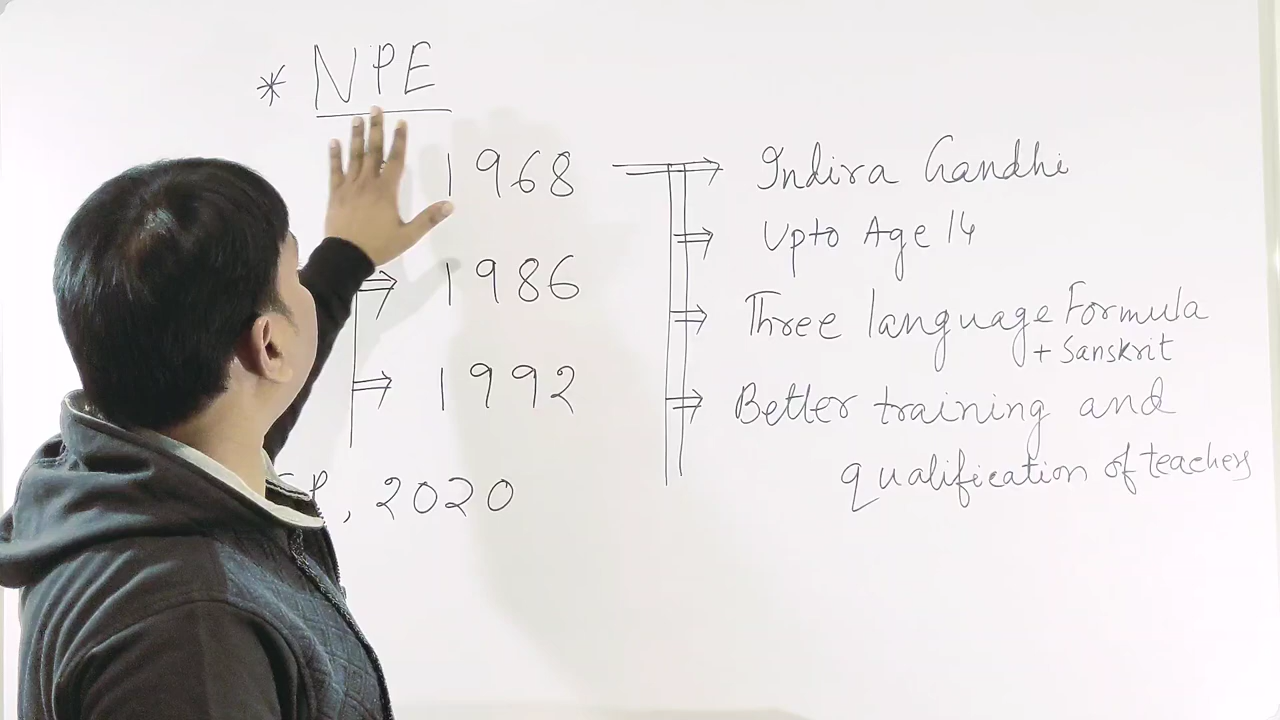 * NPE
1968
1986
1992
P, 2020
Indira Gandhi
Upto Age 14
Three language Formula
+ Sanskrit
Better training and
qualification of teachers